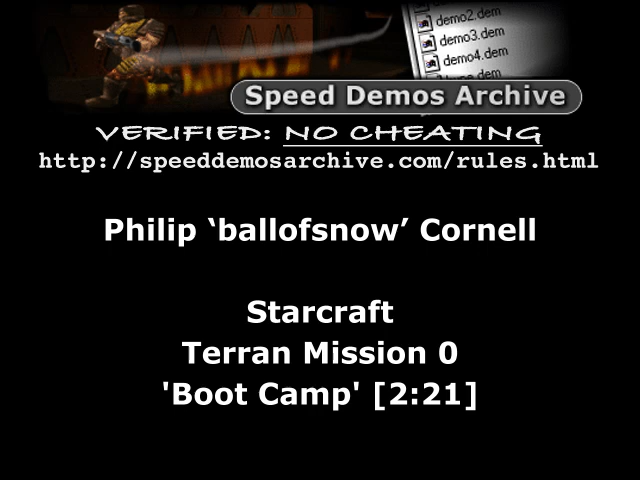 demo2.dem
demo3.dem
demo4.dem
Speed Demos Archive
VERIFIED: NO CHEATING
http://speeddemosarchive.com/rules.html
Philip ‘ballofsnow’ Cornell
Starcraft
Terran Mission 0
'Boot Camp' [2:21]